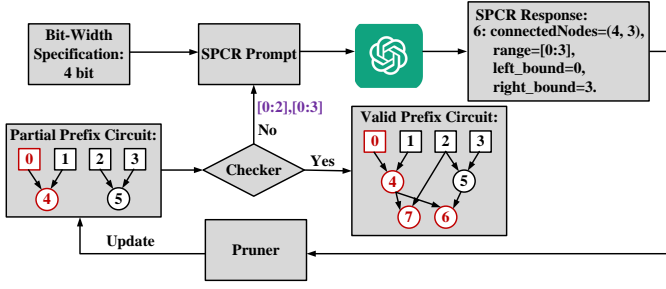 Bit-Width
Specification:
4 bit
SPCR Prompt
SPCR Response:
6: connectedNodes=(4, 3),
range=[0:3],
left_bound=0,
right_bound=3.
[0:2],[0:3]
No
Partial Prefix Circuit:
0 1 2 3
4 5
Checker
Yes
Valid Prefix Circuit:
0 1 2 3
4 5
7 6
Update
Pruner